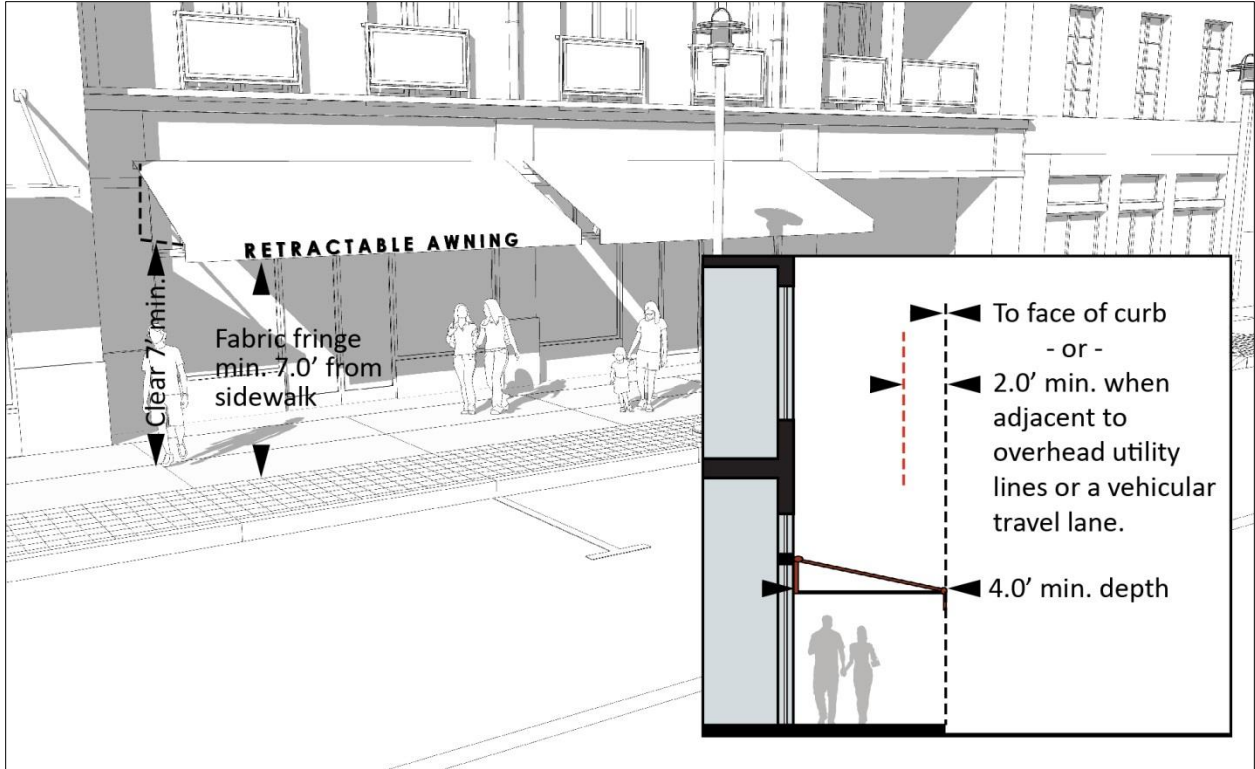 RETRACTABLE AWNING
Clear 7' min.
Fabric fringe
min. 7.0’ from
sidewalk
To face of curb
- or -
2.0’ min. when
adjacent to
overhead utility
lines or a vehicular
travel lane.
4.0’ min. depth